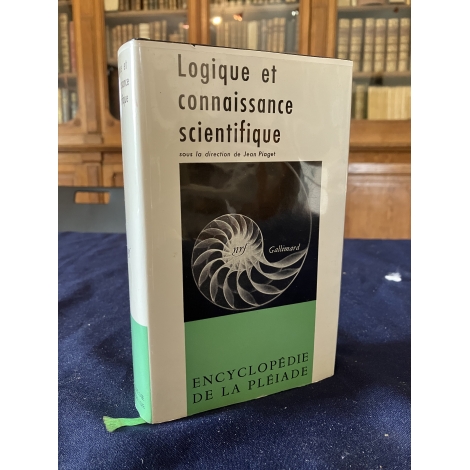 Logique et
connaissance
scientifique
sous la direction de Jean Piaget
nrf
Gallimard
ENCYCLOPÉDIE
DE LA PLÉIADE